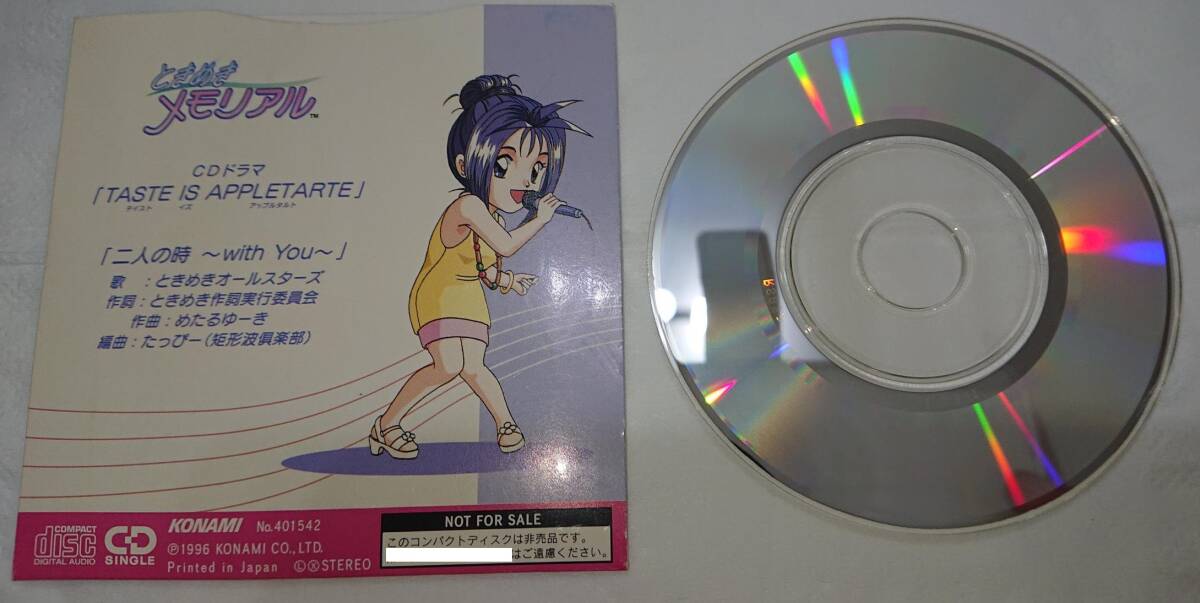 ときめき
メモリアル™
CDドラマ
「TASTE IS APPLETARTE」
テイスト イズ アップルタルト
「二人の時 ～with You～」
歌 : ときめきオールスターズ
作詞 : ときめき作詞実行委員会
作曲 : めたるゆーき
編曲 : たっぴー(矩形波倶楽部)
COMPACT
disc
DIGITAL AUDIO
CD
SINGLE
KONAMI No.401542
Ⓟ1996 KONAMI CO., LTD.
Printed in Japan ⓁⓍSTEREO
NOT FOR SALE
このコンパクトディスクは非売品です。
はご遠慮ください。